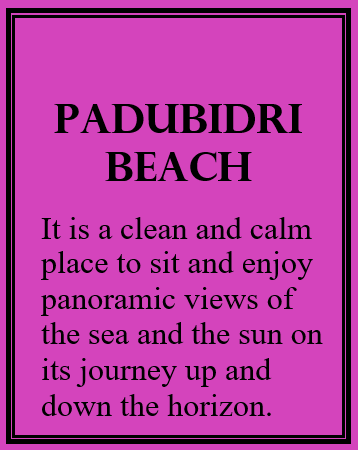 PADUBIDRI
BEACH
It is a clean and calm
place to sit and enjoy
panoramic views of
the sea and the sun on
its journey up and
down the horizon.